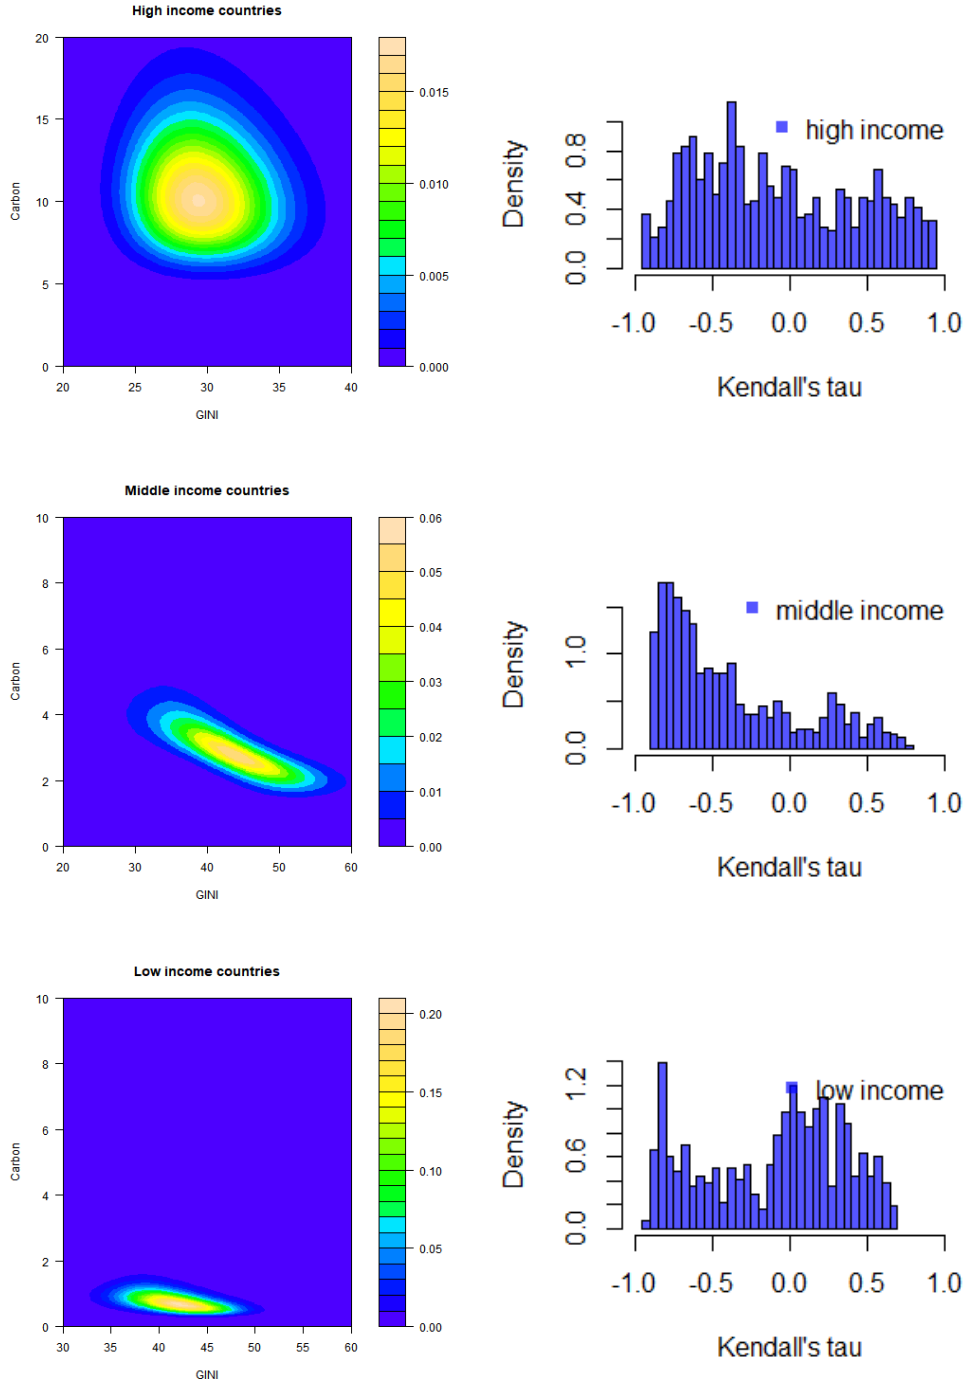 High income countries
20
15
10
5
0
Carbon
20 25 30 35 40
GINI
0.015
0.010
0.005
0.000
high income
Density
0.8
0.4
0.0
-1.0 -0.5 0.0 0.5 1.0
Kendall's tau
Middle income countries
10
8
6
4
2
0
Carbon
20 30 40 50 60
GINI
0.06
0.05
0.04
0.03
0.02
0.01
0.00
middle income
Density
1.0
0.0
-1.0 -0.5 0.0 0.5 1.0
Kendall's tau
Low income countries
10
8
6
4
2
0
Carbon
30 35 40 45 50 55 60
GINI
0.20
0.15
0.10
0.05
0.00
low income
Density
1.2
0.6
0.0
-1.0 -0.5 0.0 0.5 1.0
Kendall's tau